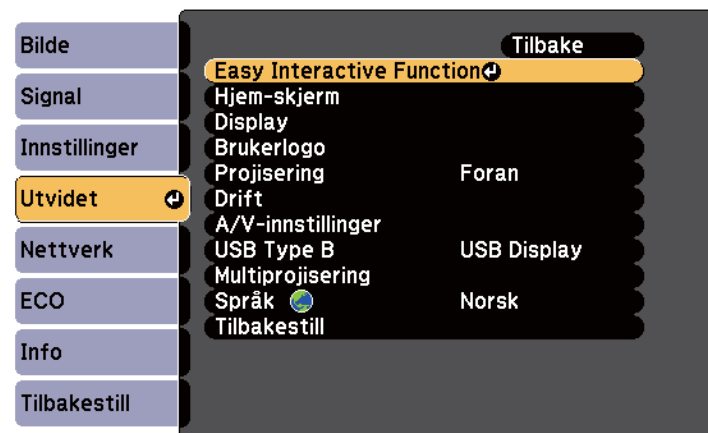 Bilde
Signal
Innstillinger
Utvidet
Nettverk
ECO
Info
Tilbakestill
Tilbake
Easy Interactive Function
Hjem-skjerm
Display
Brukerlogo
Projisering Foran
Drift
A/V-innstillinger
USB Type B USB Display
Multiprojisering
Språk Norsk
Tilbakestill